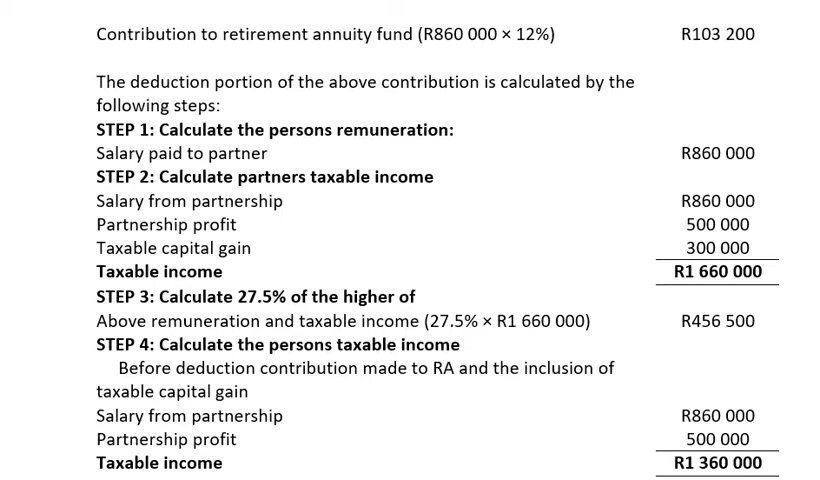 Contribution to retirement annuity fund (R860 000 × 12%) R103 200
The deduction portion of the above contribution is calculated by the
following steps:
STEP 1: Calculate the persons remuneration:
Salary paid to partner R860 000
STEP 2: Calculate partners taxable income
Salary from partnership R860 000
Partnership profit 500 000
Taxable capital gain 300 000
Taxable income R1 660 000
STEP 3: Calculate 27.5% of the higher of
Above remuneration and taxable income (27.5% × R1 660 000) R456 500
STEP 4: Calculate the persons taxable income
Before deduction contribution made to RA and the inclusion of
taxable capital gain
Salary from partnership R860 000
Partnership profit 500 000
Taxable income R1 360 000